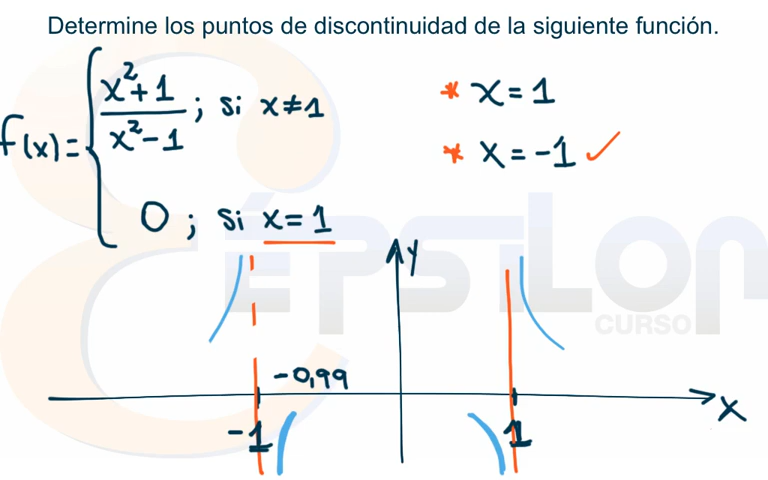 Determine los puntos de discontinuidad de la siguiente función.
f(x) = { x²+1 / x²-1 ; si x≠1
0 ; si x=1
* x=1
* x=-1 ✓
ÉPSILON
CURSO
y
-0,99
-1
1
x